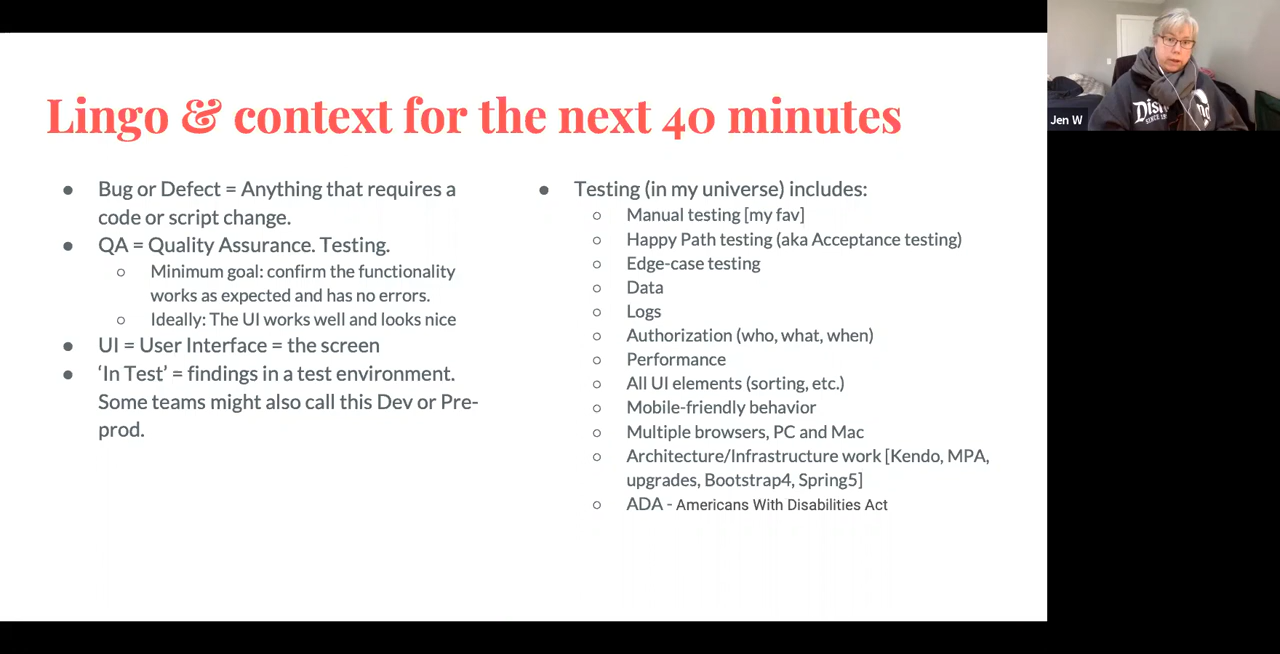 Lingo & context for the next 40 minutes
● Bug or Defect = Anything that requires a
code or script change.
● QA = Quality Assurance. Testing.
○ Minimum goal: confirm the functionality
works as expected and has no errors.
○ Ideally: The UI works well and looks nice
● UI = User Interface = the screen
● ‘In Test’ = findings in a test environment.
Some teams might also call this Dev or Pre-
prod.
● Testing (in my universe) includes:
○ Manual testing [my fav]
○ Happy Path testing (aka Acceptance testing)
○ Edge-case testing
○ Data
○ Logs
○ Authorization (who, what, when)
○ Performance
○ All UI elements (sorting, etc.)
○ Mobile-friendly behavior
○ Multiple browsers, PC and Mac
○ Architecture/Infrastructure work [Kendo, MPA,
upgrades, Bootstrap4, Spring5]
○ ADA - Americans With Disabilities Act
Jen W